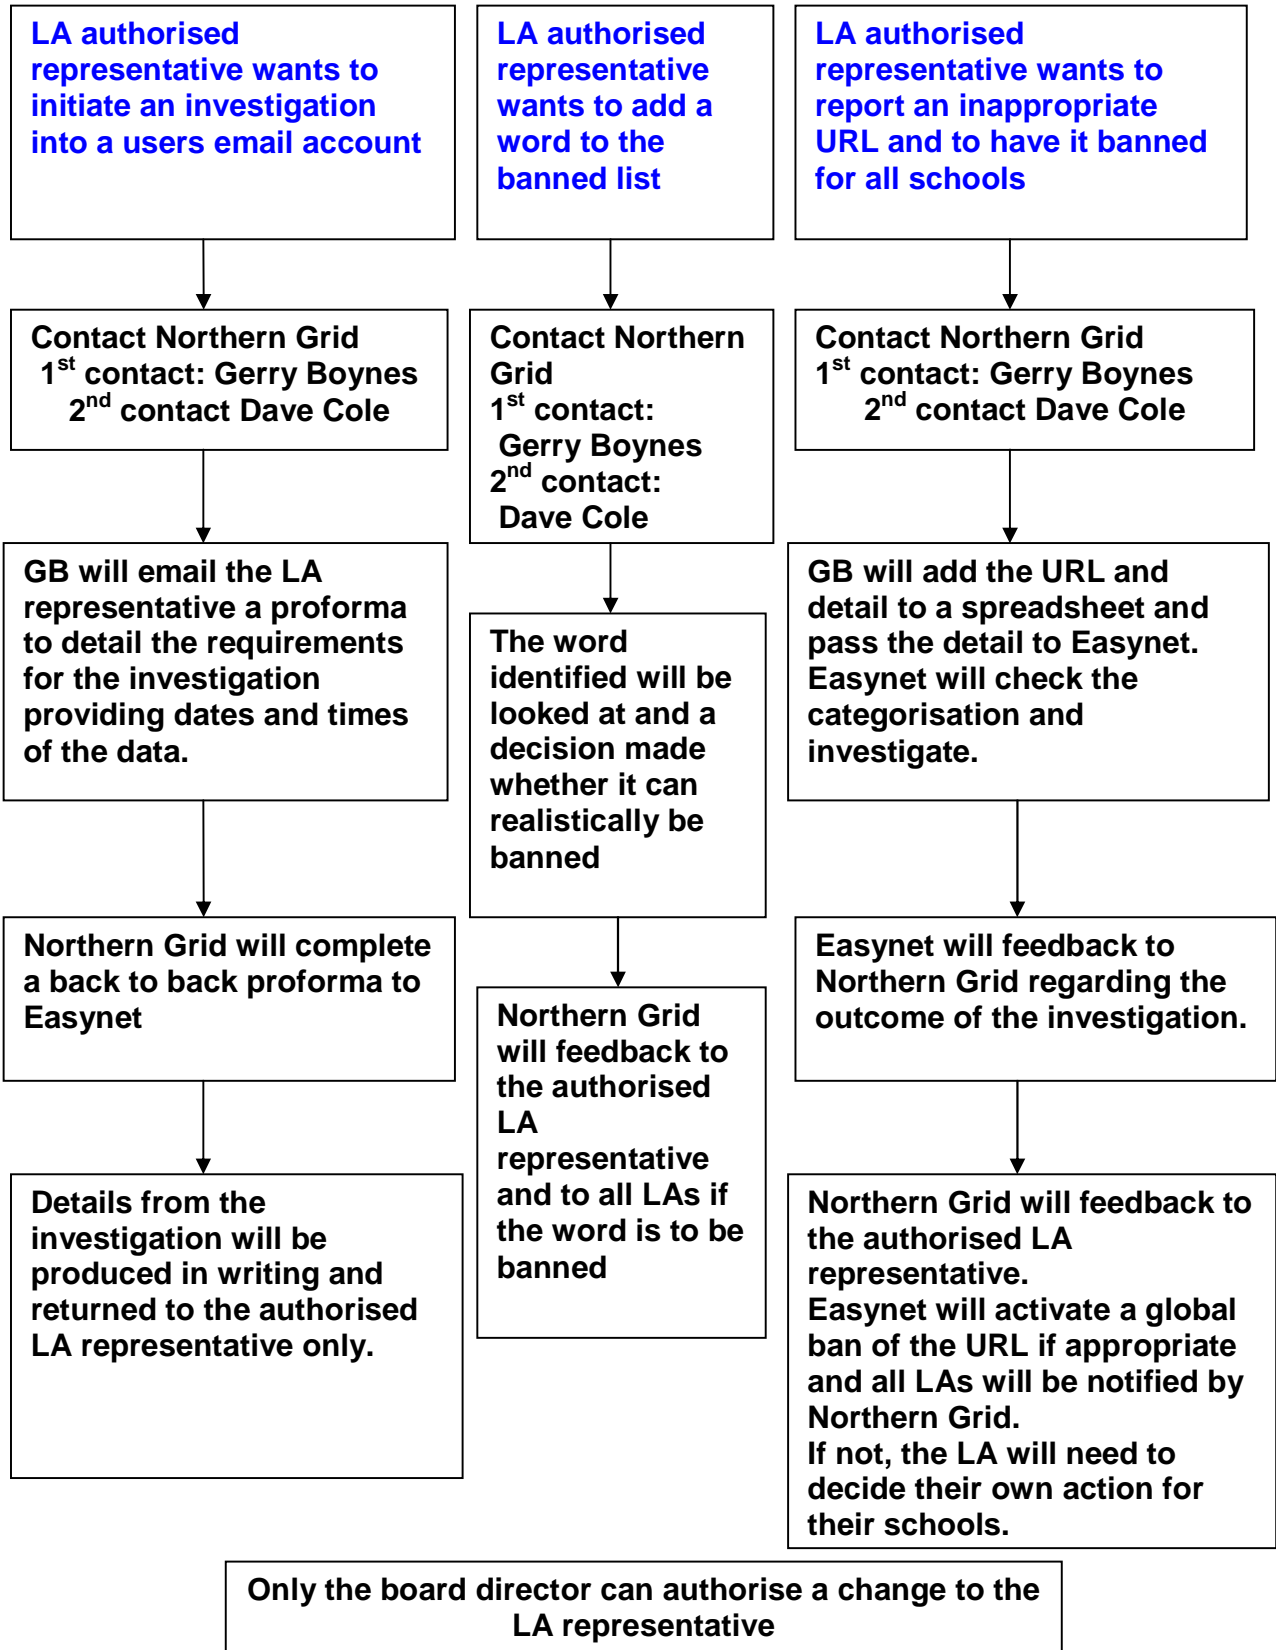 LA authorised
representative wants to
initiate an investigation
into a users email account
LA authorised
representative
wants to add a
word to the
banned list
LA authorised
representative wants to
report an inappropriate
URL and to have it banned
for all schools
Contact Northern Grid
1st contact: Gerry Boynes
2nd contact Dave Cole
Contact Northern
Grid
1st contact:
Gerry Boynes
2nd contact:
Dave Cole
Contact Northern Grid
1st contact: Gerry Boynes
2nd contact Dave Cole
GB will email the LA
representative a proforma
to detail the requirements
for the investigation
providing dates and times
of the data.
The word
identified will be
looked at and a
decision made
whether it can
realistically be
banned
GB will add the URL and
detail to a spreadsheet and
pass the detail to Easynet.
Easynet will check the
categorisation and
investigate.
Northern Grid will complete
a back to back proforma to
Easynet
Northern Grid
will feedback to
the authorised
LA
representative
and to all LAs if
the word is to be
banned
Easynet will feedback to
Northern Grid regarding the
outcome of the investigation.
Details from the
investigation will be
produced in writing and
returned to the authorised
LA representative only.
Northern Grid will feedback to
the authorised LA
representative.
Easynet will activate a global
ban of the URL if appropriate
and all LAs will be notified by
Northern Grid.
If not, the LA will need to
decide their own action for
their schools.
Only the board director can authorise a change to the
LA representative